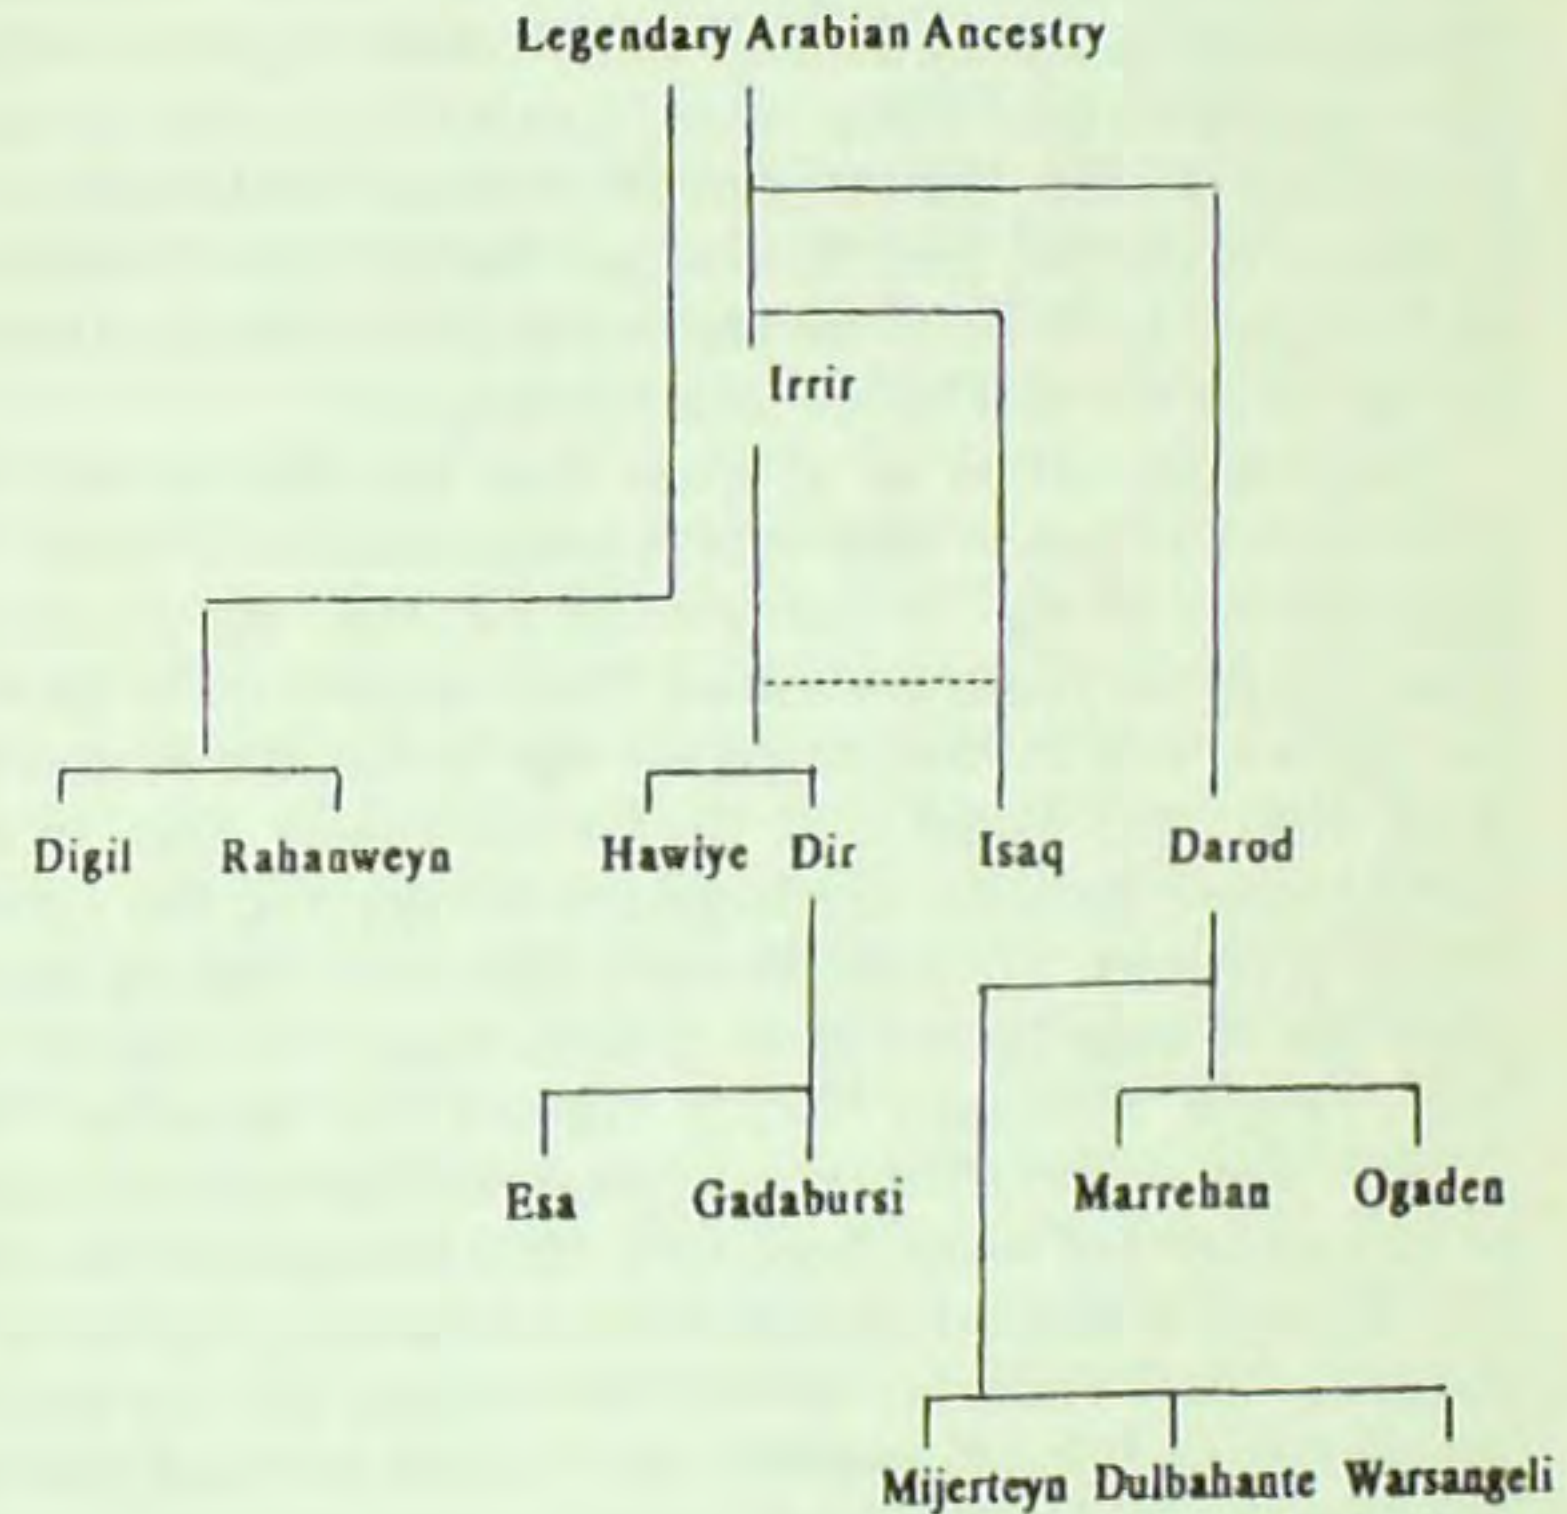 Legendary Arabian Ancestry
Irrir
Digil Rahanweyn Hawiye Dir Isaq Darod
Esa Gadabursi Marrehan Ogaden
Mijerteyn Dulbahante Warsangeli